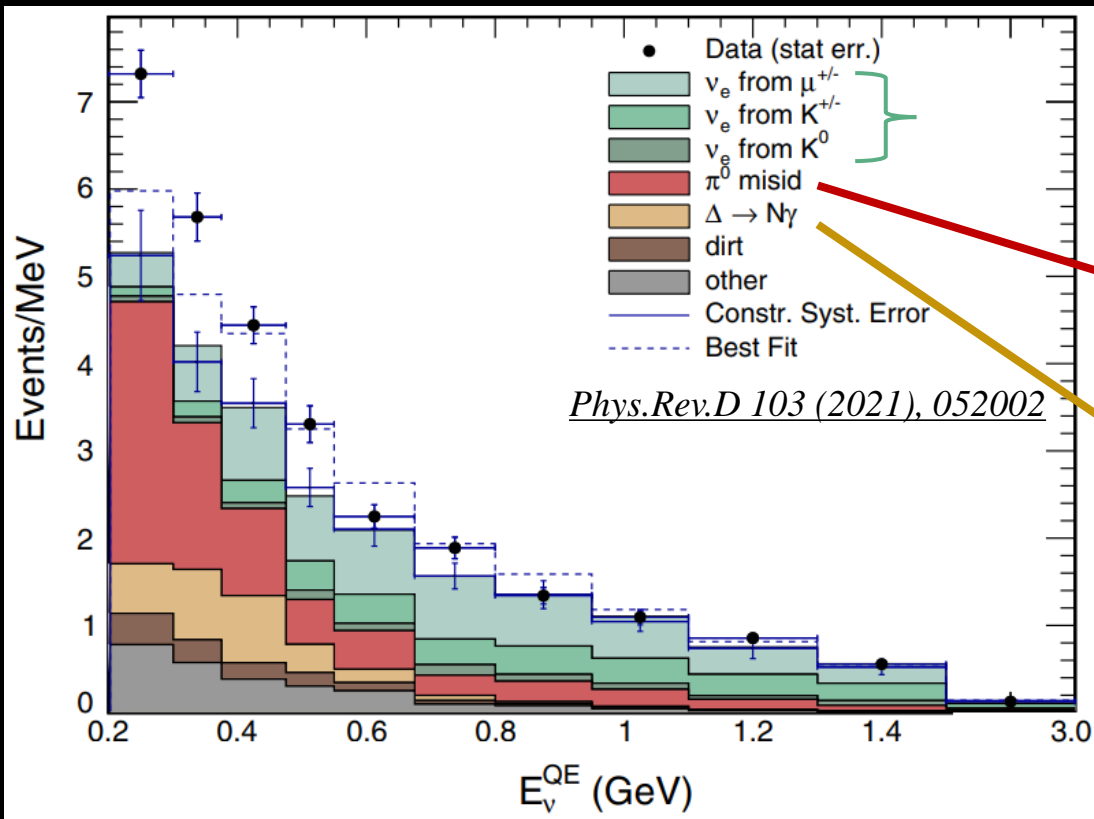 Events/MeV
7
6
5
4
3
2
1
0
Data (stat err.)
νe from μ+/-
νe from K+/-
νe from K0
π0 misid
Δ → Nγ
dirt
other
Constr. Syst. Error
Best Fit
Phys.Rev.D 103 (2021), 052002
0.2 0.4 0.6 0.8 1 1.2 1.4 3.0
EνQE (GeV)